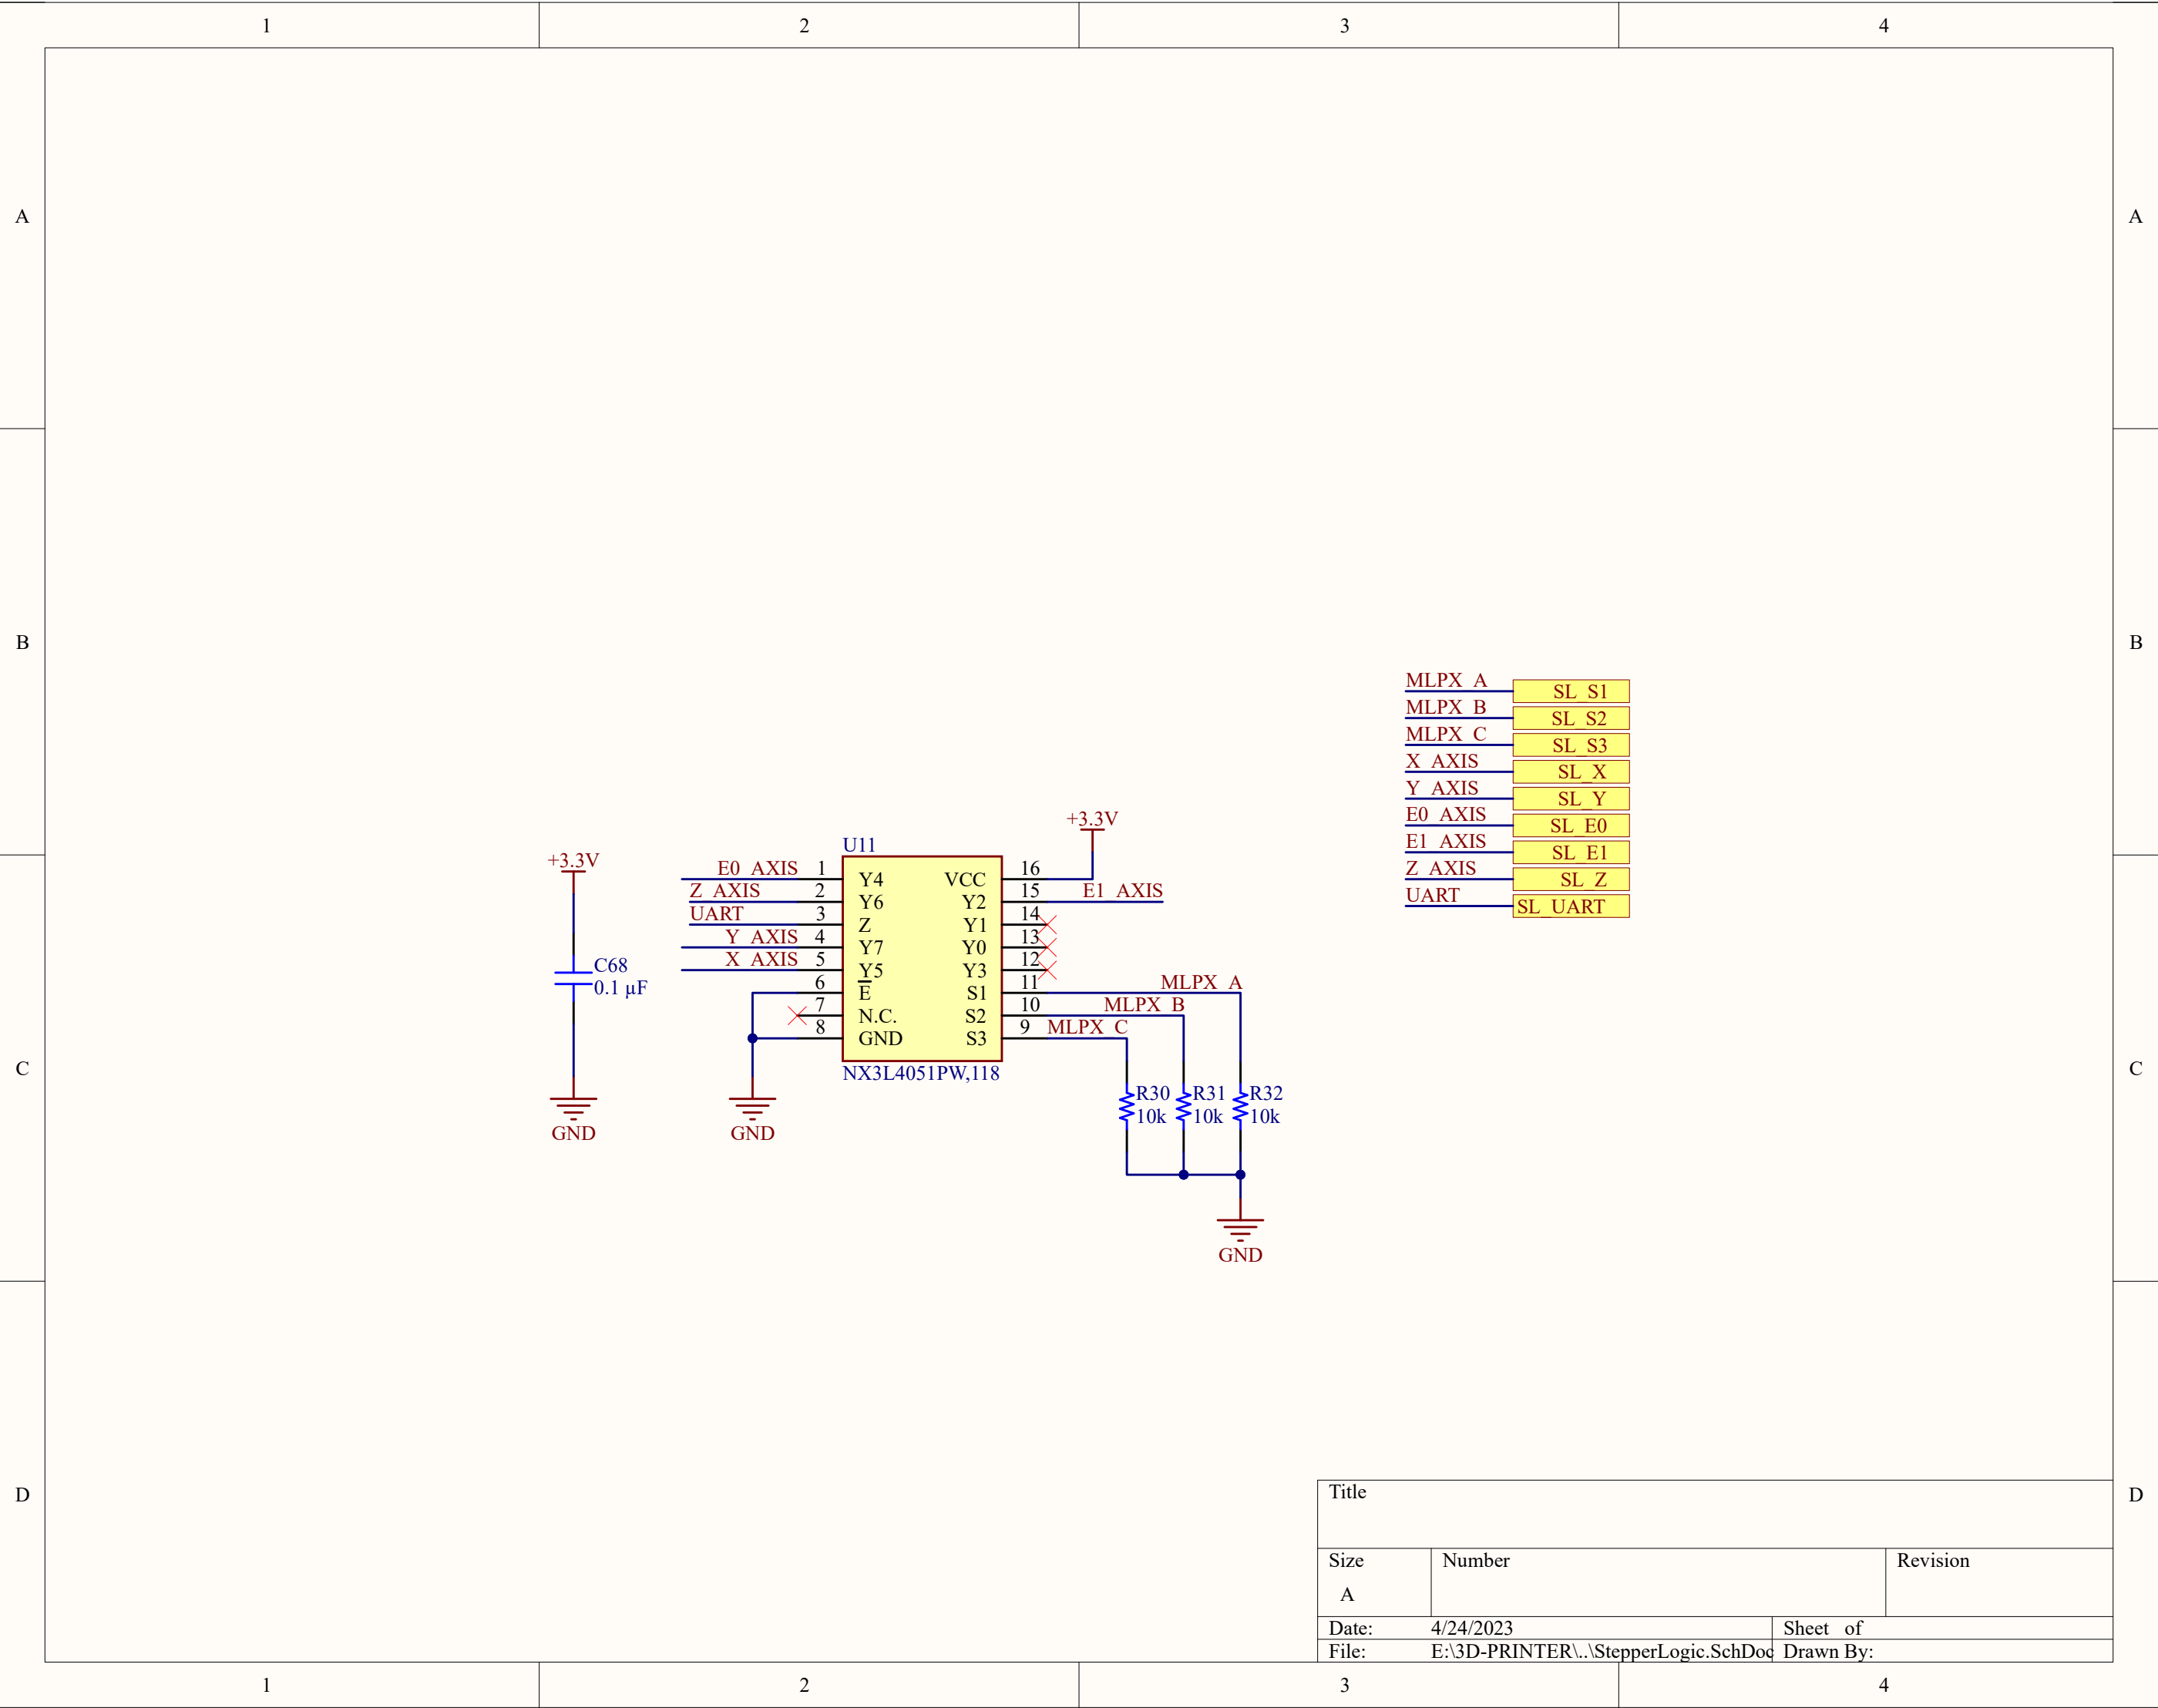 1 2 3 4
A A
B B
C C
D D
MLPX_A SL_S1
MLPX_B SL_S2
MLPX_C SL_S3
X_AXIS SL_X
Y_AXIS SL_Y
E0_AXIS SL_E0
E1_AXIS SL_E1
Z_AXIS SL_Z
UART SL_UART
+3.3V
C68
0.1 µF
GND
U11
+3.3V
E0_AXIS 1 Y4 VCC 16
Z_AXIS 2 Y6 Y2 15 E1_AXIS
UART 3 Z Y1 14
Y_AXIS 4 Y7 Y0 13
X_AXIS 5 Y5 Y3 12
6 E S1 11 MLPX_A
7 N.C. S2 10 MLPX_B
8 GND S3 9 MLPX_C
NX3L4051PW,118
GND
R30 R31 R32
10k 10k 10k
GND
Title
Size Number Revision
A
Date: 4/24/2023 Sheet of
File: E:\3D-PRINTER\..\StepperLogic.SchDoc Drawn By:
1 2 3 4